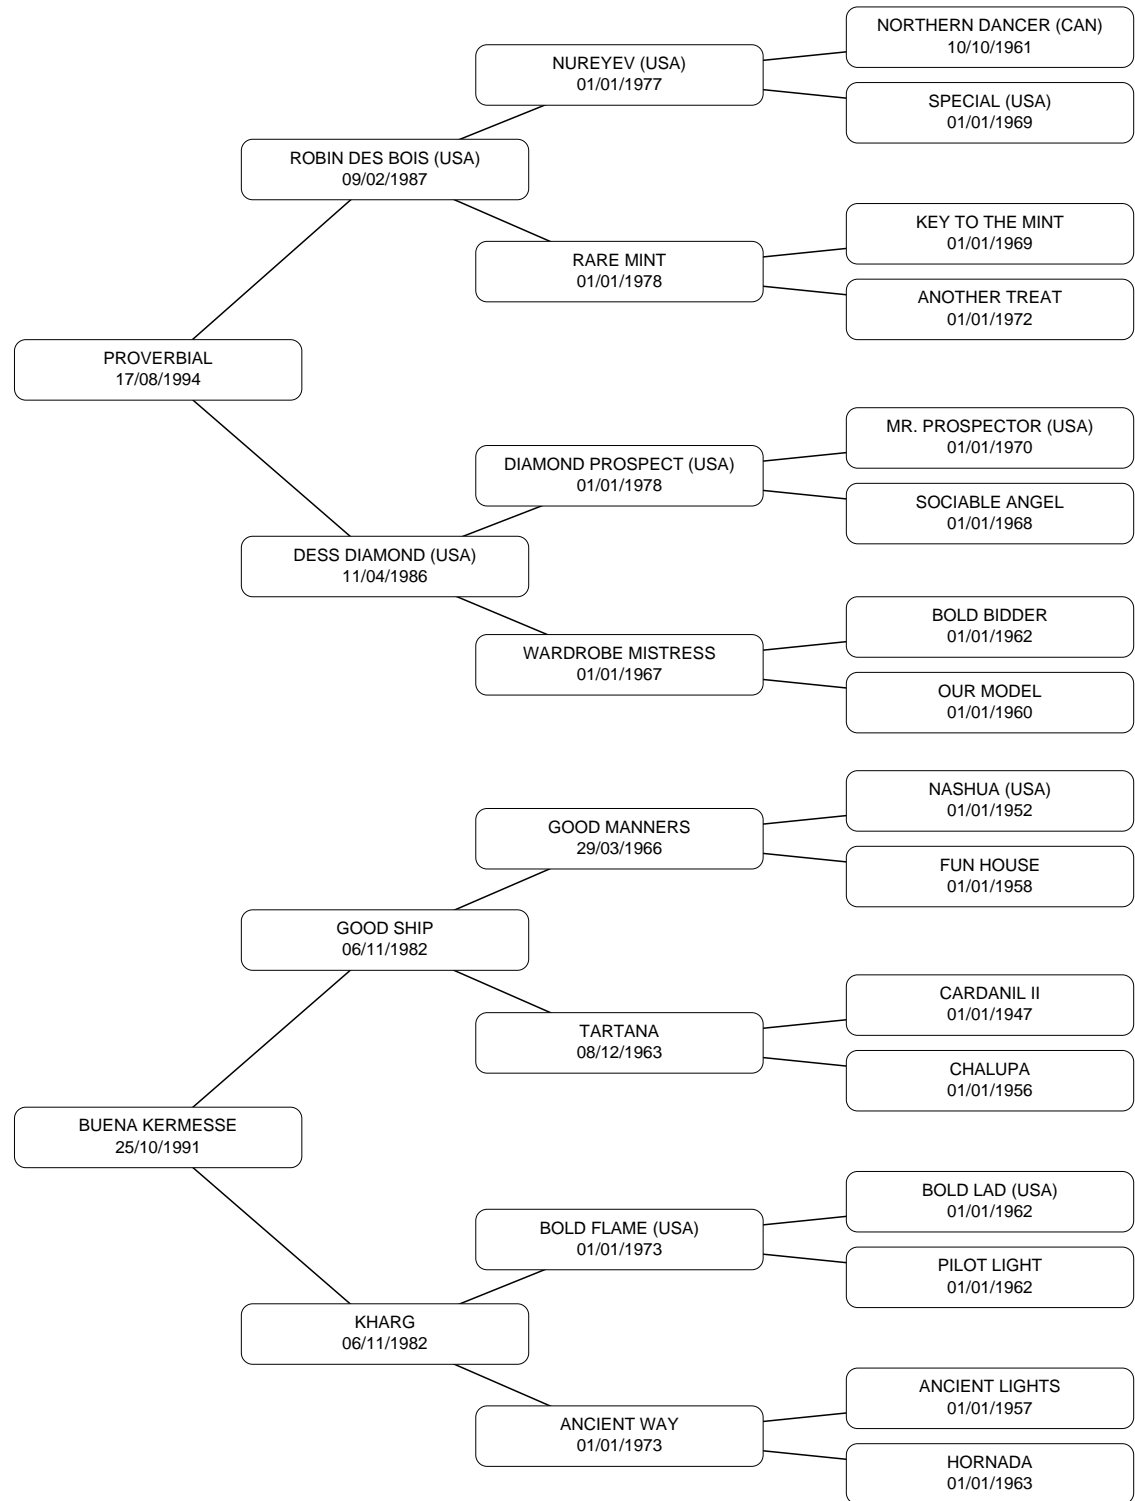 NORTHERN DANCER (CAN)
10/10/1961
NUREYEV (USA)
01/01/1977
SPECIAL (USA)
01/01/1969
ROBIN DES BOIS (USA)
09/02/1987
KEY TO THE MINT
01/01/1969
RARE MINT
01/01/1978
ANOTHER TREAT
01/01/1972
PROVERBIAL
17/08/1994
MR. PROSPECTOR (USA)
01/01/1970
DIAMOND PROSPECT (USA)
01/01/1978
SOCIABLE ANGEL
01/01/1968
DESS DIAMOND (USA)
11/04/1986
BOLD BIDDER
01/01/1962
WARDROBE MISTRESS
01/01/1967
OUR MODEL
01/01/1960
NASHUA (USA)
01/01/1952
GOOD MANNERS
29/03/1966
FUN HOUSE
01/01/1958
GOOD SHIP
06/11/1982
CARDANIL II
01/01/1947
TARTANA
08/12/1963
CHALUPA
01/01/1956
BUENA KERMESSE
25/10/1991
BOLD LAD (USA)
01/01/1962
BOLD FLAME (USA)
01/01/1973
PILOT LIGHT
01/01/1962
KHARG
06/11/1982
ANCIENT LIGHTS
01/01/1957
ANCIENT WAY
01/01/1973
HORNADA
01/01/1963